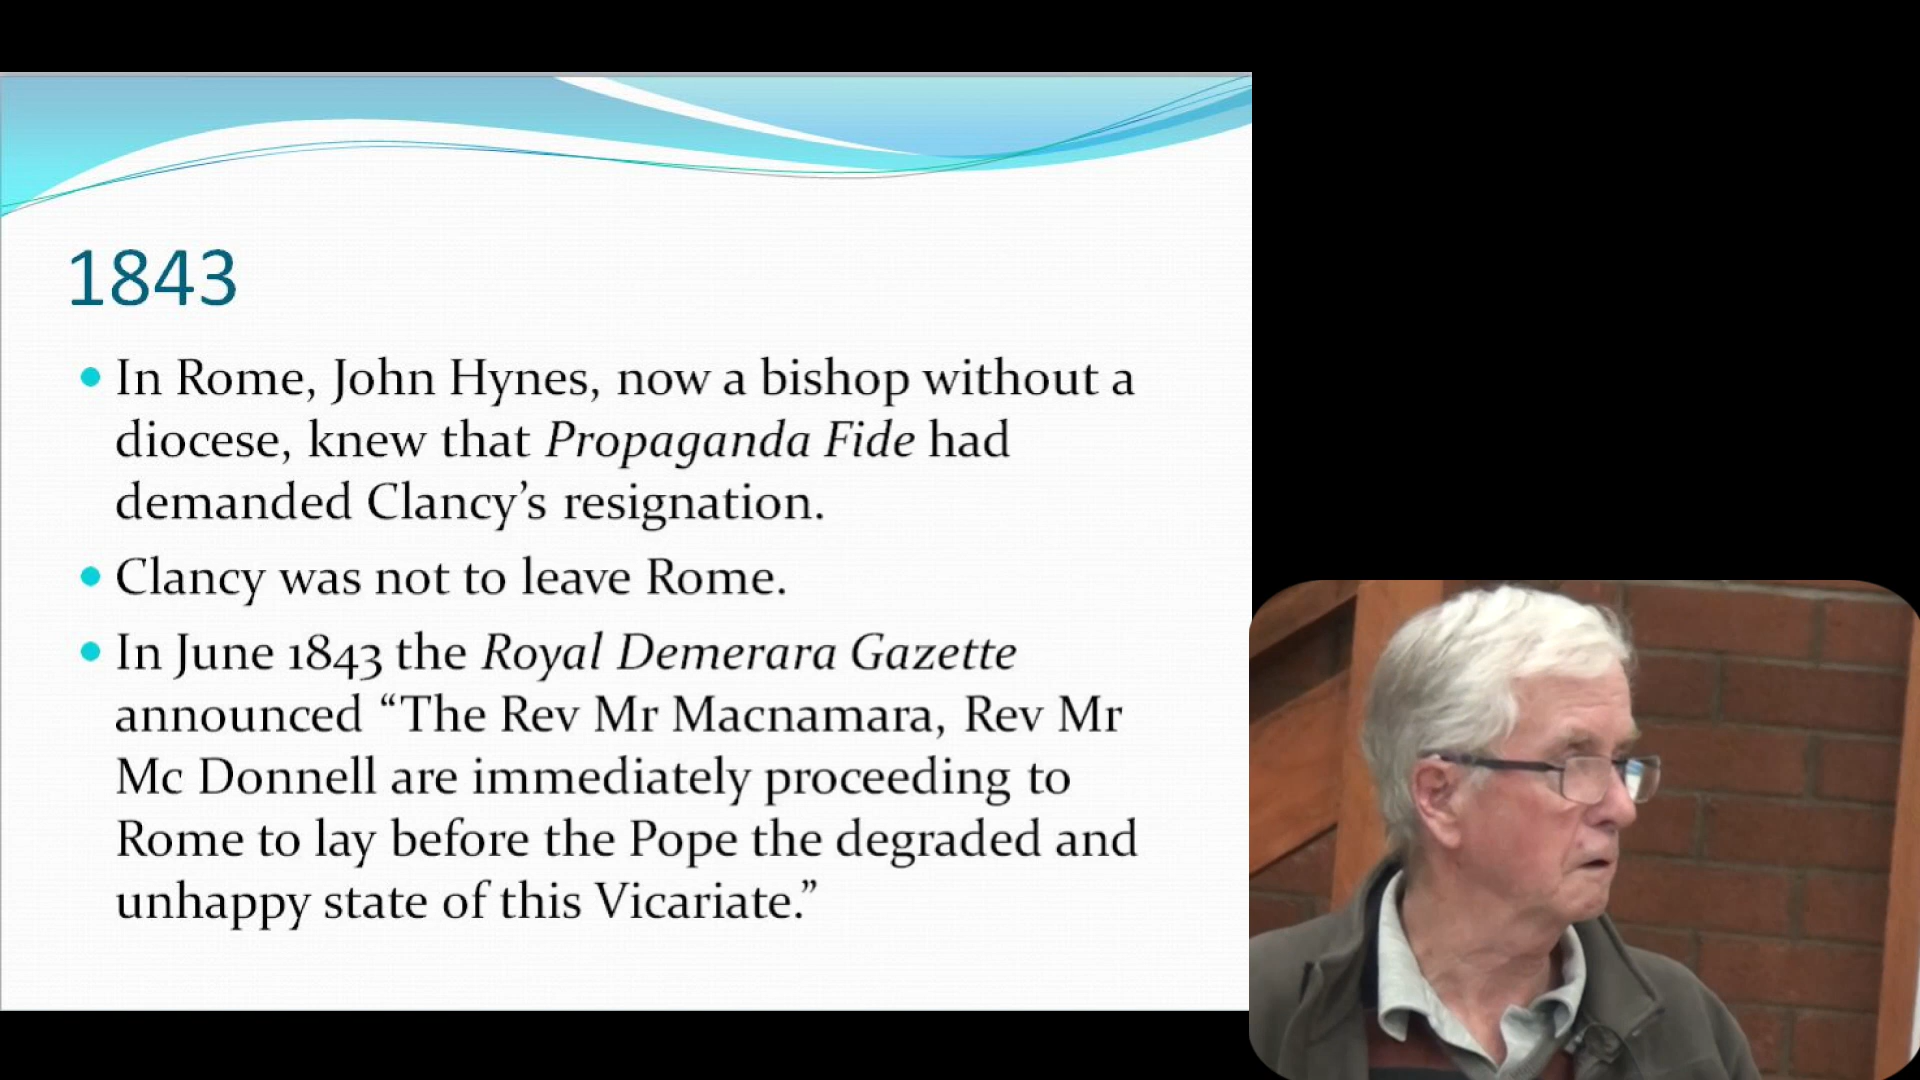 1843
In Rome, John Hynes, now a bishop without a
diocese, knew that Propaganda Fide had
demanded Clancy’s resignation.
Clancy was not to leave Rome.
In June 1843 the Royal Demerara Gazette
announced “The Rev Mr Macnamara, Rev Mr
Mc Donnell are immediately proceeding to
Rome to lay before the Pope the degraded and
unhappy state of this Vicariate.”